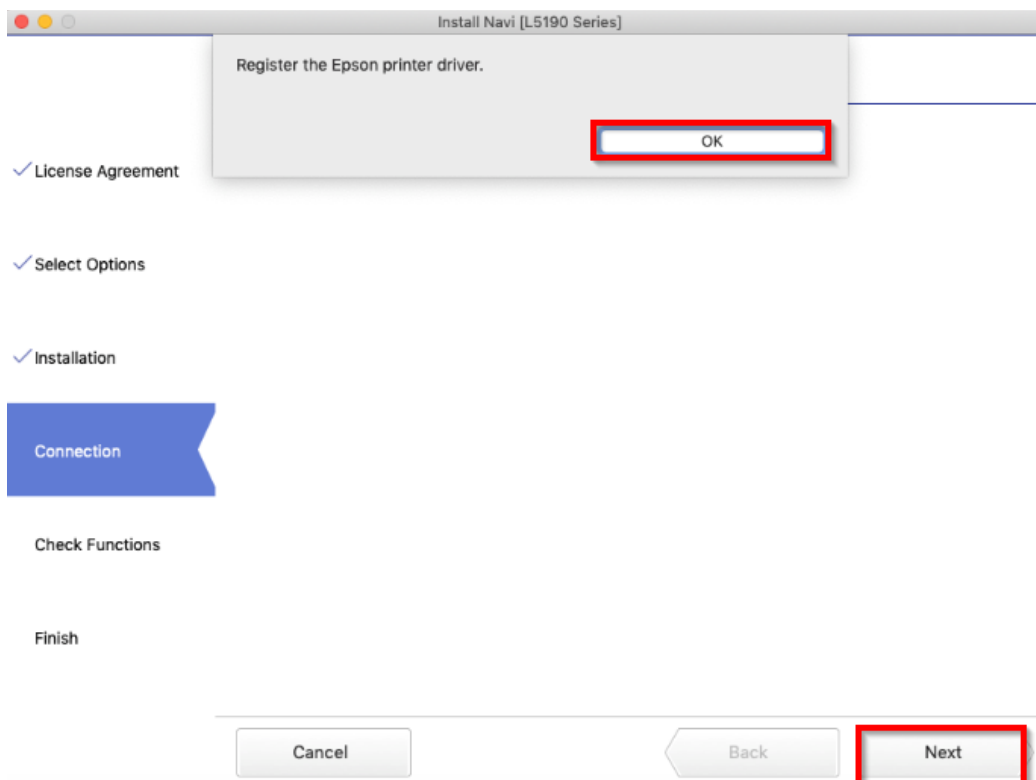 Install Navi [L5190 Series]
Register the Epson printer driver.
OK
License Agreement
Select Options
Installation
Connection
Check Functions
Finish
Cancel
Back
Next